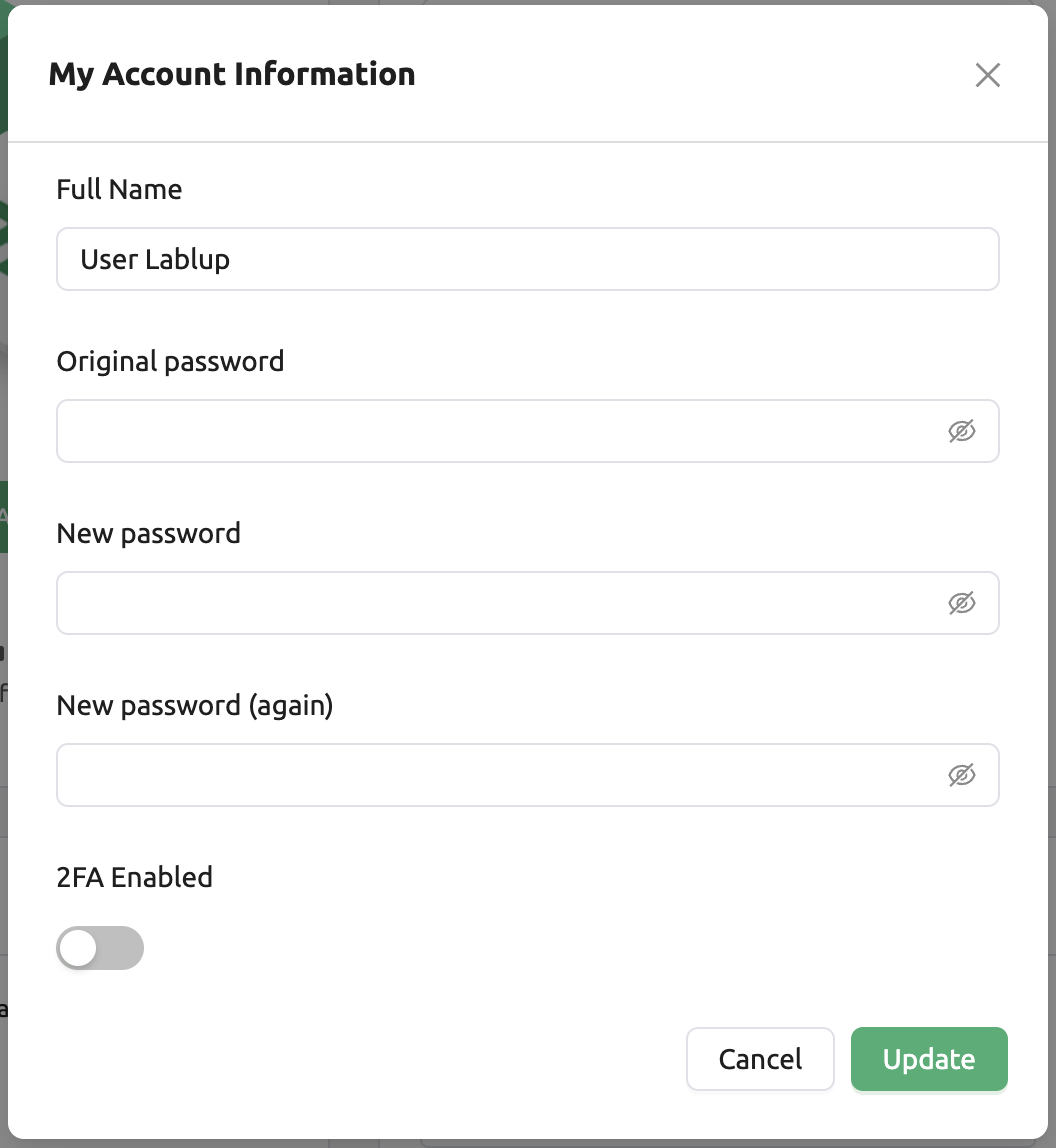 My Account Information
Full Name
User Lablup
Original password
New password
New password (again)
2FA Enabled
Cancel
Update